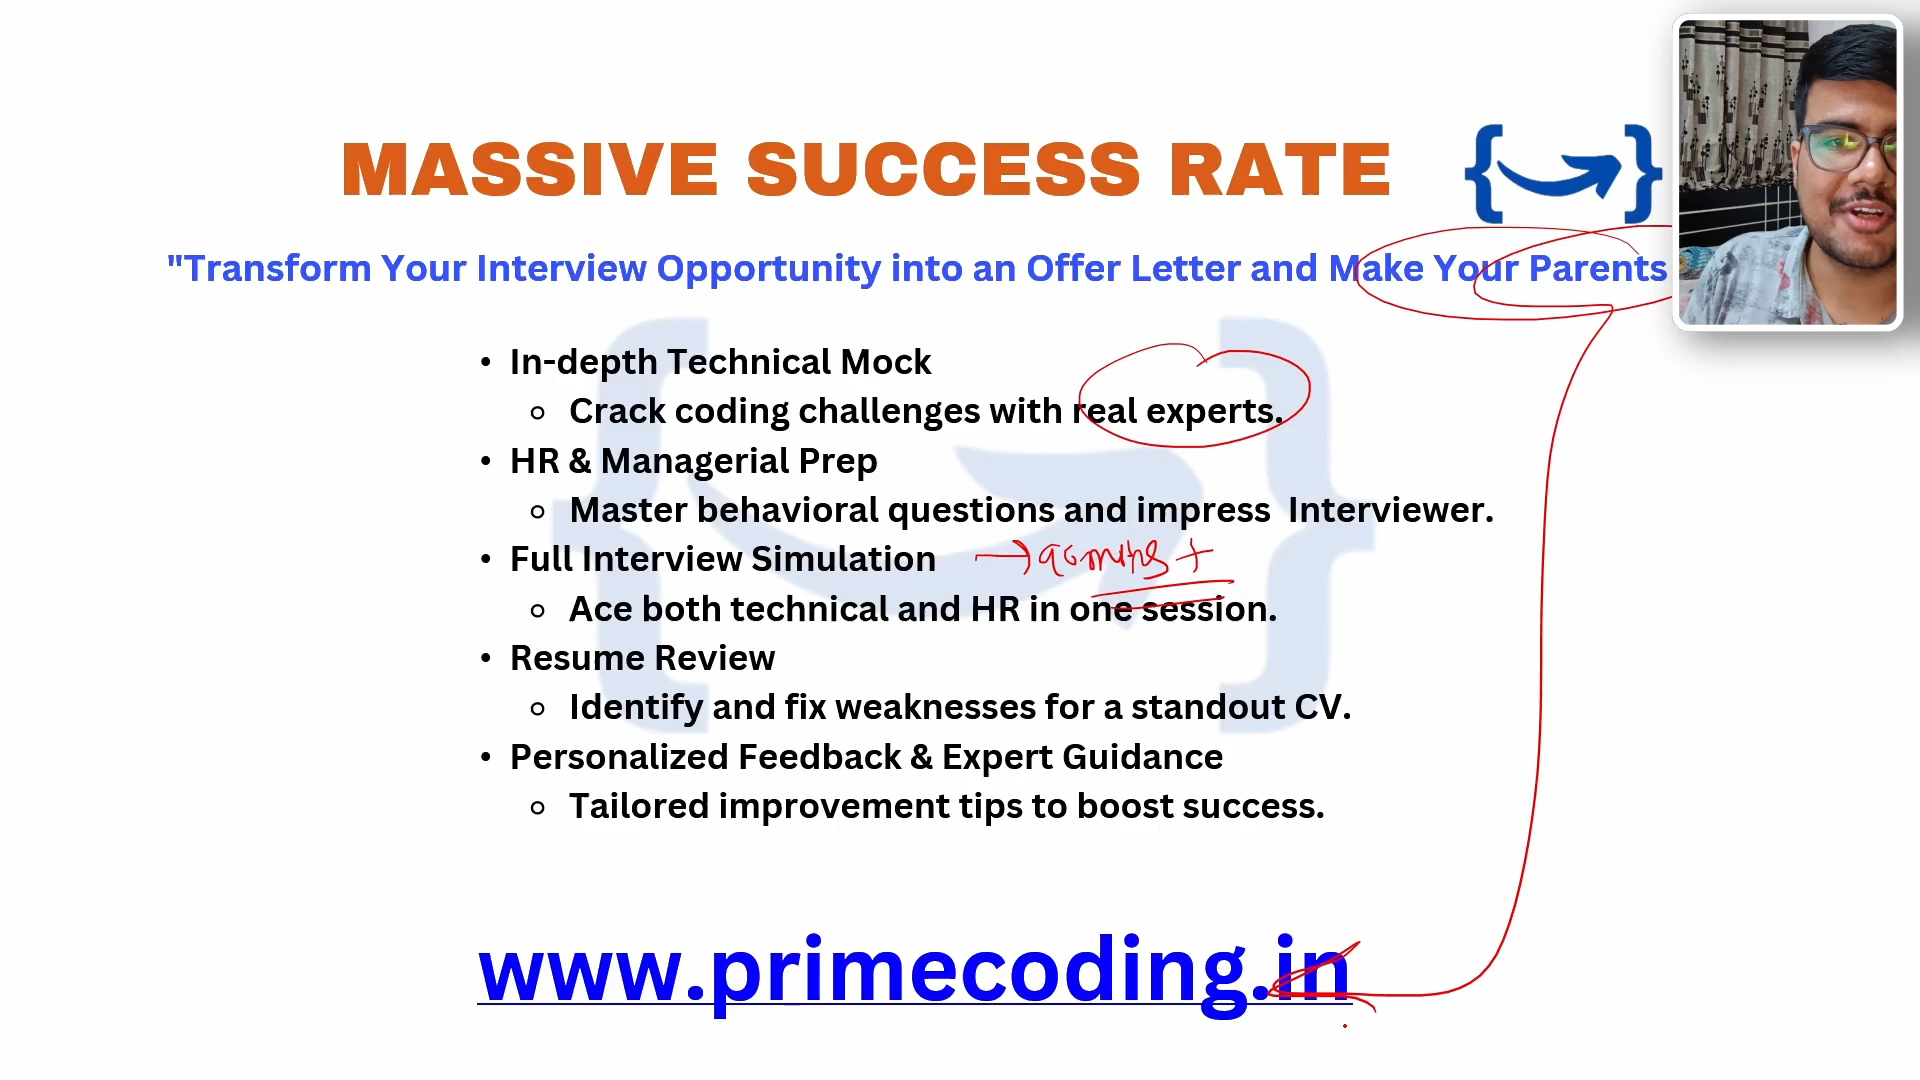 MASSIVE SUCCESS RATE
"Transform Your Interview Opportunity into an Offer Letter and Make Your Parents
• In-depth Technical Mock
○ Crack coding challenges with real experts.
• HR & Managerial Prep
○ Master behavioral questions and impress Interviewer.
• Full Interview Simulation → 90 mins +
○ Ace both technical and HR in one session.
• Resume Review
○ Identify and fix weaknesses for a standout CV.
• Personalized Feedback & Expert Guidance
○ Tailored improvement tips to boost success.
www.primecoding.in